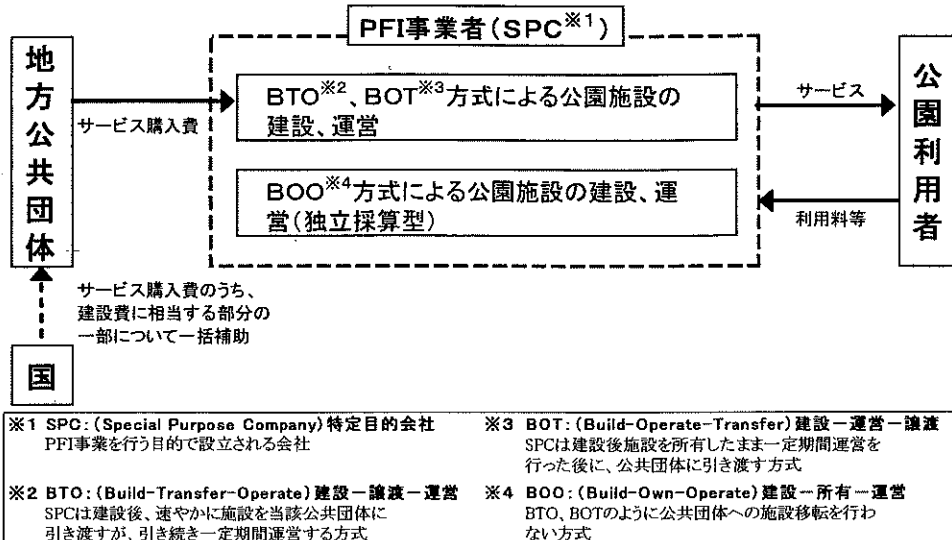 PFI事業者(SPC※1)
地方公共団体
サービス購入費
BTO※2、BOT※3方式による公園施設の
建設、運営
BOO※4方式による公園施設の建設、運
営(独立採算型)
サービス
利用料等
公園利用者
サービス購入費のうち、
建設費に相当する部分の
一部について一括補助
国
※1 SPC:(Special Purpose Company)特定目的会社
PFI事業を行う目的で設立される会社
※2 BTO:(Build-Transfer-Operate)建設-譲渡-運営
SPCは建設後、速やかに施設を当該公共団体に
引き渡すが、引き続き一定期間運営する方式
※3 BOT:(Build-Operate-Transfer)建設-運営-譲渡
SPCは建設後施設を所有したまま一定期間運営を
行った後に、公共団体に引き渡す方式
※4 BOO:(Build-Own-Operate)建設-所有-運営
BTO、BOTのように公共団体への施設移転を行わ
ない方式